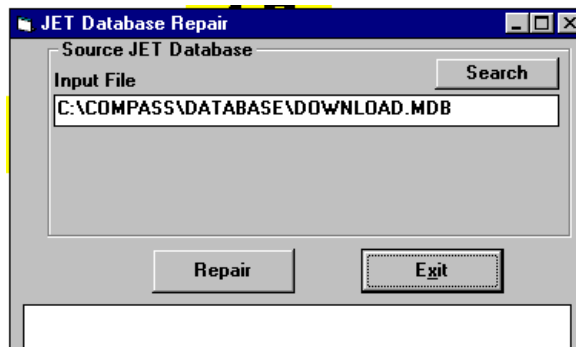 JET Database Repair
Source JET Database
Input File
Search
C:\COMPASS\DATABASE\DOWNLOAD.MDB
Repair
Exit